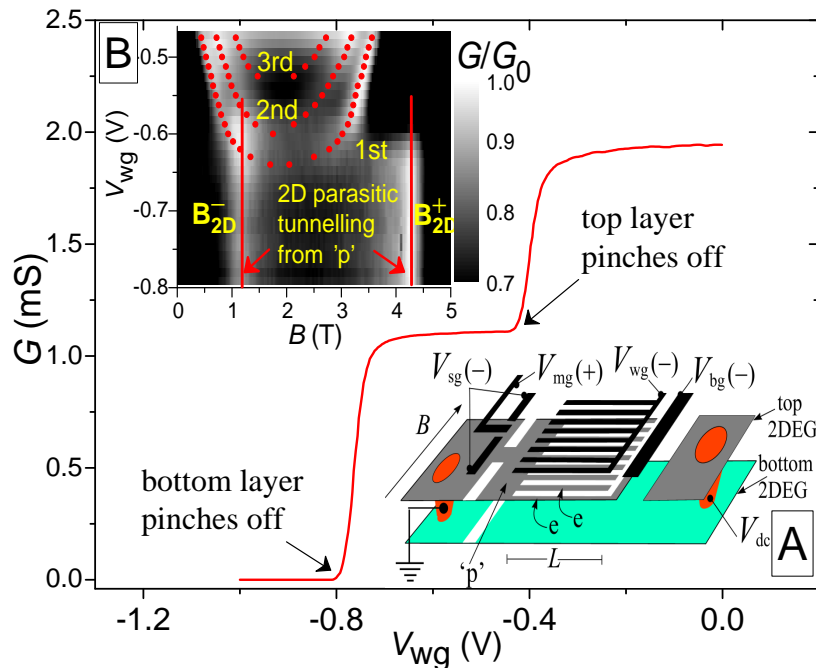 B
3rd
2nd
1st
B2D−
B2D+
2D parasitic
tunnelling
from 'p'
-0.5
-0.6
-0.7
-0.8
Vwg (V)
0 1 2 3 4 5
B (T)
G/G0
1.0
0.9
0.8
0.7
top layer
pinches off
bottom layer
pinches off
Vsg(−)
Vmg(+)
Vwg(−)
Vbg(−)
B
top
2DEG
bottom
2DEG
e
e
Vdc
'p'
L
A
2.5
2.0
1.5
1.0
0.5
0.0
G (mS)
-1.2 -0.8 -0.4 0.0
Vwg (V)